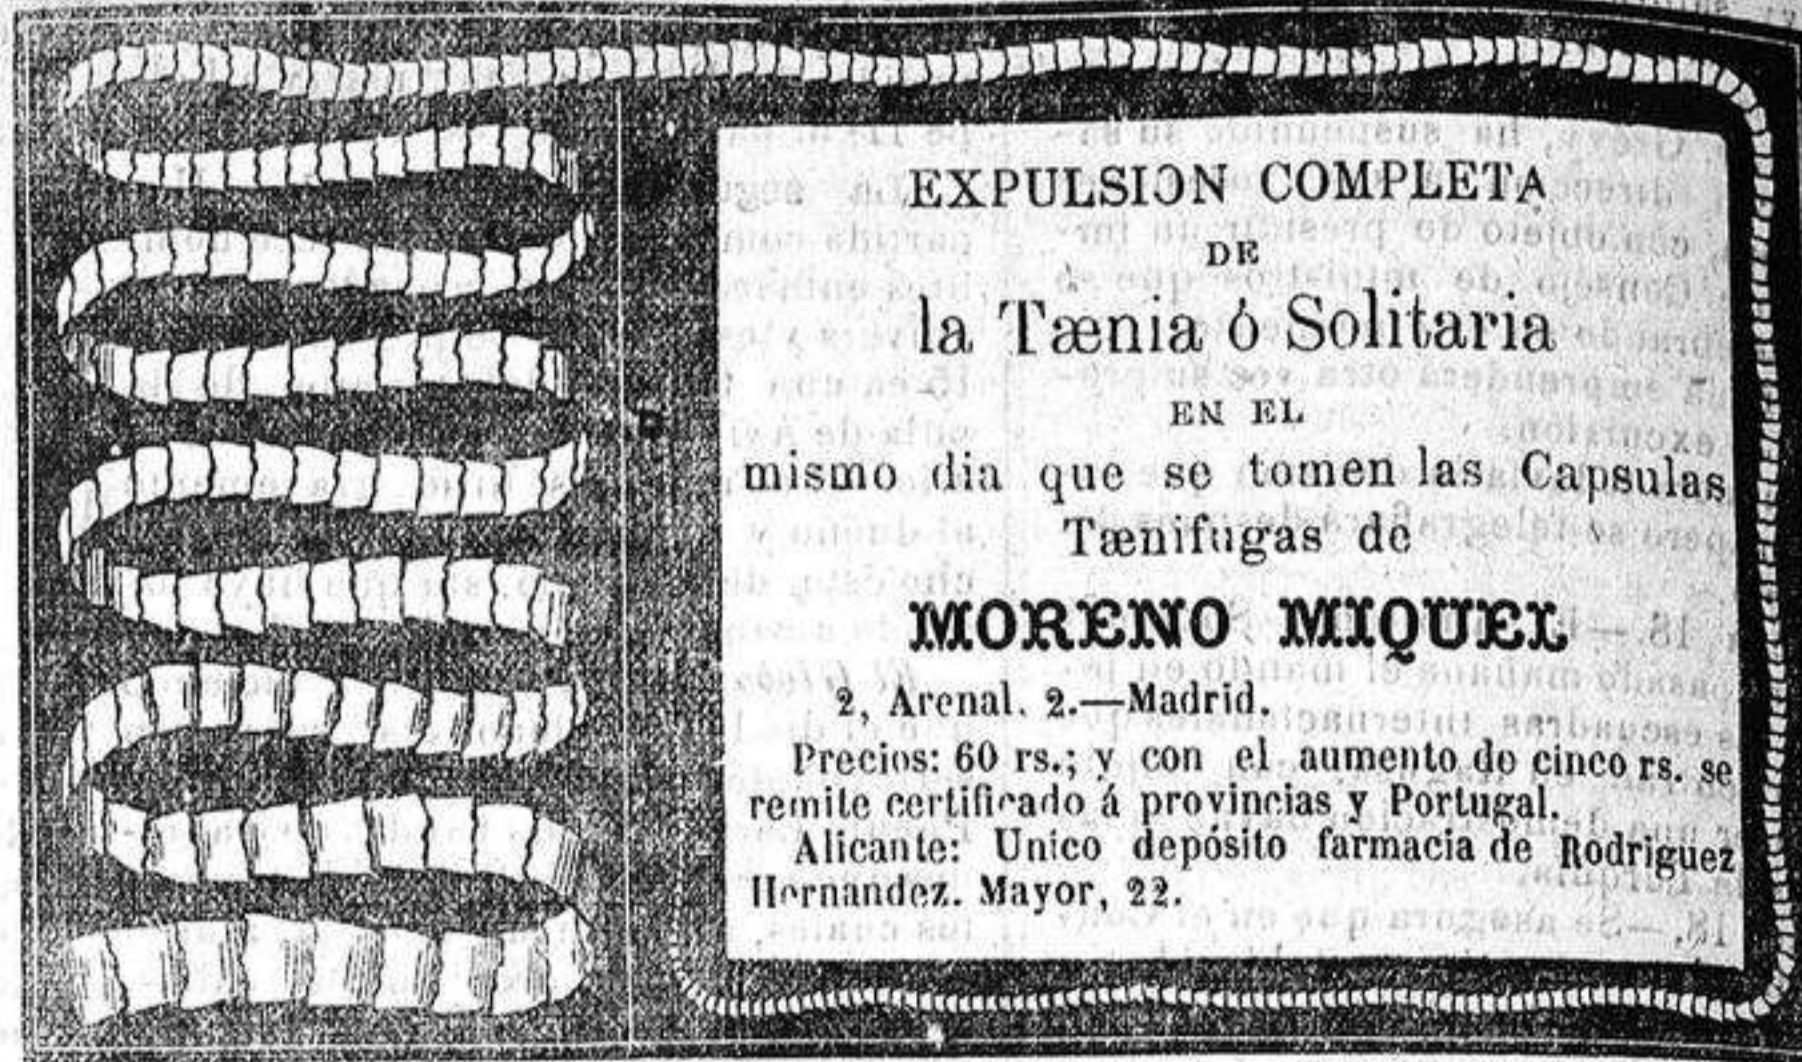 EXPULSION COMPLETA
DE
la Tænia ó Solitaria
EN EL
mismo dia que se tomen las Capsulas
Tænifugas de
MORENO MIQUEL
2, Arenal. 2.—Madrid.
Precios: 60 rs.; y con el aumento de cinco rs. se
remite certificado á provincias y Portugal.
Alicante: Unico depósito farmacia de Rodriguez
Hernandez. Mayor, 22.